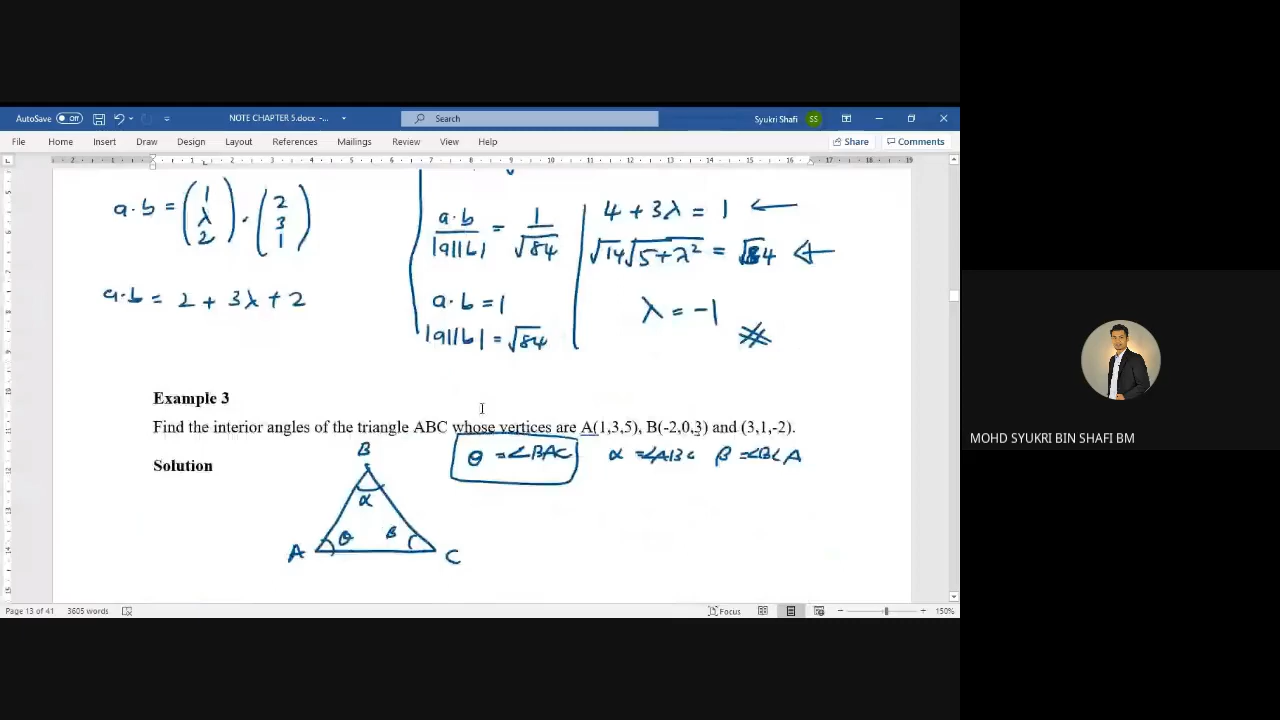 AutoSave Off NOTE CHAPTER 5.docx -... Search Syukri Shafi SS
File Home Insert Draw Design Layout References Mailings Review View Help Share Comments
a·b = (1 λ 2) · (2 3 1)
a·b = 2 + 3λ + 2
a·b / |a||b| = 1 / √84
a·b = 1
|a||b| = √84
4 + 3λ = 1 ←
√14 √5+λ² = √84 ←
λ = -1
Example 3
Find the interior angles of the triangle ABC whose vertices are A(1,3,5), B(-2,0,3) and (3,1,-2).
Solution
θ = ∠BAC α = ∠ABC β = ∠BCA
B
α
A θ β C
Page 13 of 41 3605 words Focus 150%
MOHD SYUKRI BIN SHAFI BM